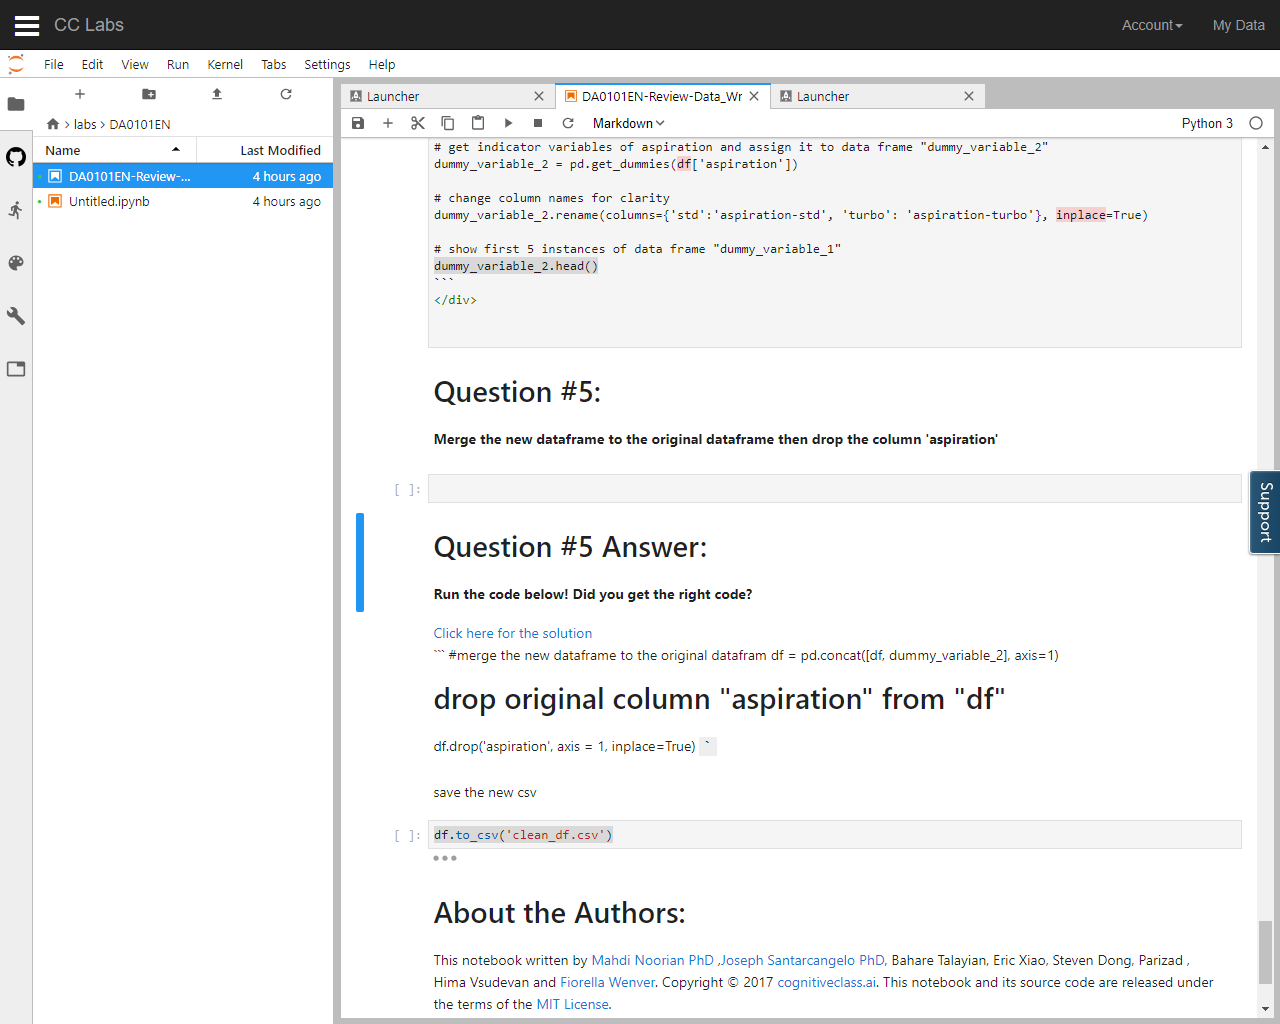 CC Labs
Account
My Data
File Edit View Run Kernel Tabs Settings Help
labs > DA0101EN
Name
Last Modified
DA0101EN-Review-...
4 hours ago
Untitled.ipynb
4 hours ago
Launcher
DA0101EN-Review-Data_Wr
Launcher
Markdown
Python 3
# get indicator variables of aspiration and assign it to data frame "dummy_variable_2"
dummy_variable_2 = pd.get_dummies(df['aspiration'])
# change column names for clarity
dummy_variable_2.rename(columns={'std':'aspiration-std', 'turbo': 'aspiration-turbo'}, inplace=True)
# show first 5 instances of data frame "dummy_variable_1"
dummy_variable_2.head()
```
</div>
Question #5:
Merge the new dataframe to the original dataframe then drop the column 'aspiration'
[ ]:
Question #5 Answer:
Run the code below! Did you get the right code?
Click here for the solution
``` #merge the new dataframe to the original datafram df = pd.concat([df, dummy_variable_2], axis=1)
drop original column "aspiration" from "df"
df.drop('aspiration', axis = 1, inplace=True) `
save the new csv
[ ]:
df.to_csv('clean_df.csv')
About the Authors:
This notebook written by Mahdi Noorian PhD ,Joseph Santarcangelo PhD, Bahare Talayian, Eric Xiao, Steven Dong, Parizad ,
Hima Vsudevan and Fiorella Wenver. Copyright © 2017 cognitiveclass.ai. This notebook and its source code are released under
the terms of the MIT License.
Support